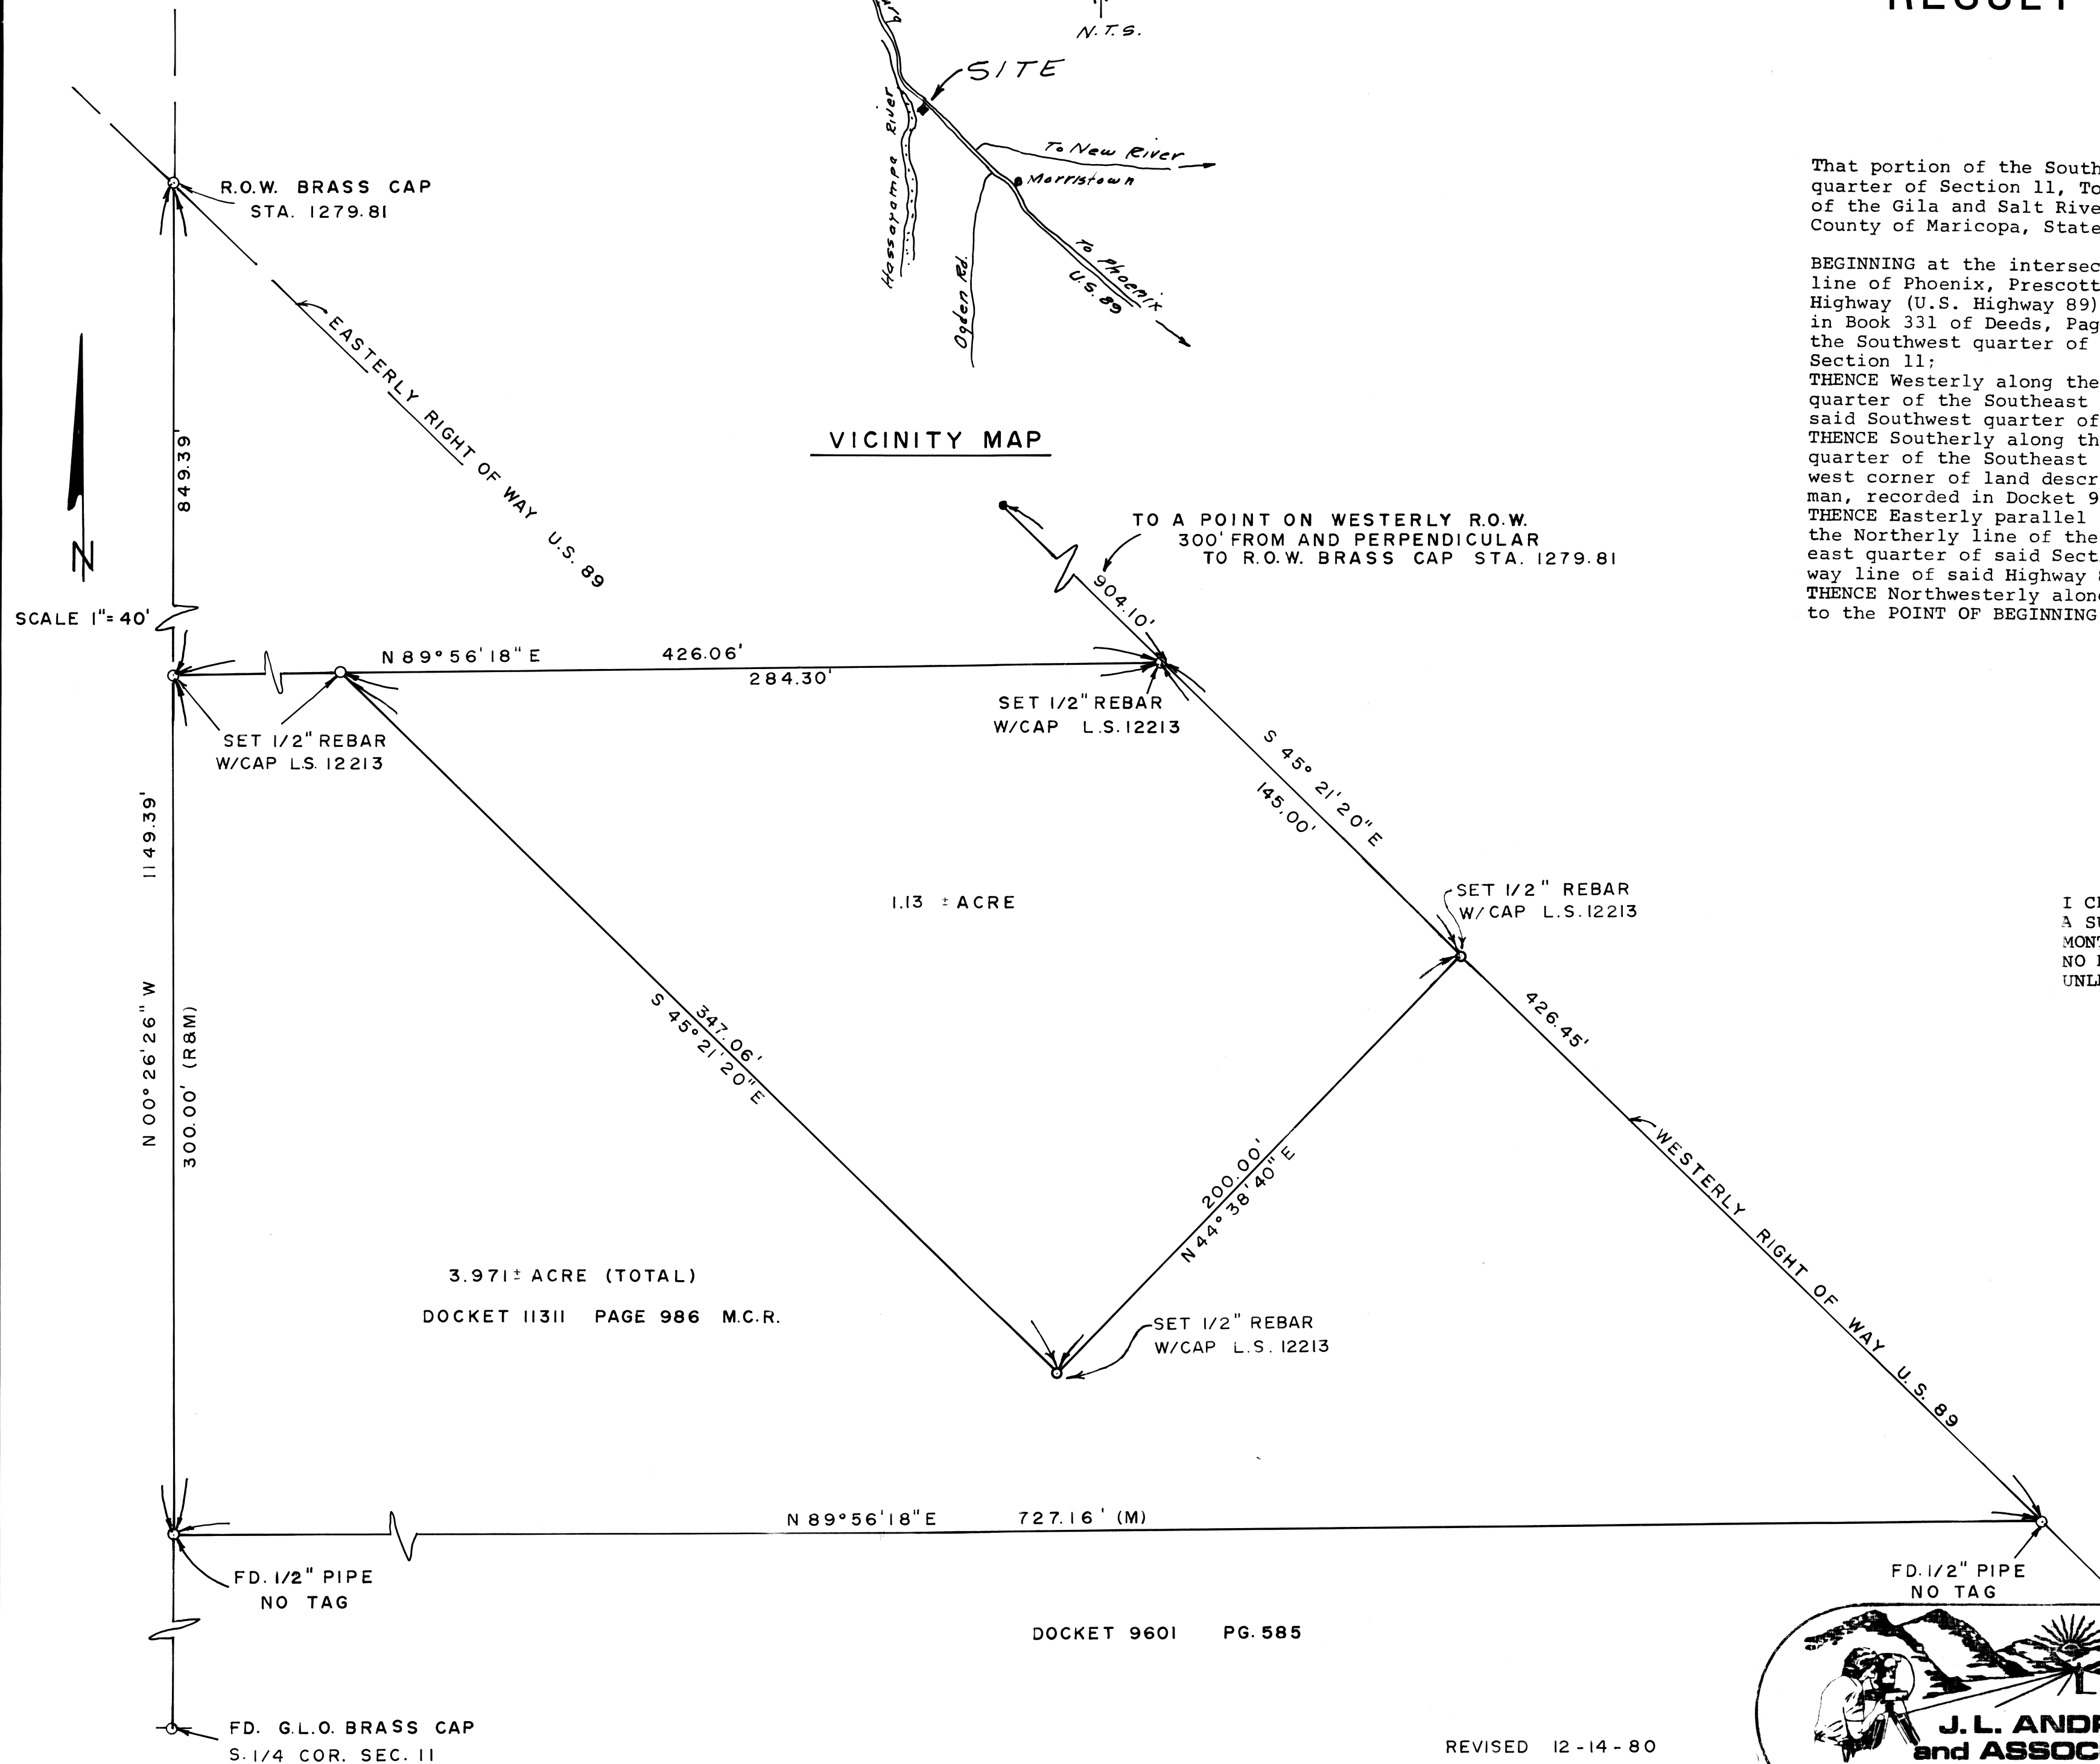 N.T.S.
SITE
Hassayampa River
To New River
Morristown
Ogden Rd.
To Phoenix
U.S. 89
VICINITY MAP
R.O.W. BRASS CAP
STA. 1279.81
EASTERLY RIGHT OF WAY U.S. 89
849.39'
N
SCALE 1"=40'
TO A POINT ON WESTERLY R.O.W.
300' FROM AND PERPENDICULAR
TO R.O.W. BRASS CAP STA. 1279.81
904.10'
N 89°56'18" E 426.06'
284.30'
SET 1/2" REBAR
W/CAP L.S. 12213
SET 1/2" REBAR
W/CAP L.S. 12213
S 45° 21' 20" E
145.00'
1149.39'
N 00° 26' 26" W
300.00' (R&M)
1.13 ± ACRE
SET 1/2" REBAR
W/CAP L.S. 12213
347.06'
S 45° 21' 20" E
426.45'
200.00'
N 44° 38' 40" E
WESTERLY RIGHT OF WAY U.S. 89
3.971± ACRE (TOTAL)
DOCKET 11311 PAGE 986 M.C.R.
SET 1/2" REBAR
W/CAP L.S. 12213
N 89°56'18" E 727.16' (M)
FD. 1/2" PIPE
NO TAG
FD. 1/2" PIPE
NO TAG
DOCKET 9601 PG. 585
FD. G.L.O. BRASS CAP
S. 1/4 COR. SEC. 11
REVISED 12-14-80
That portion of the South
quarter of Section 11, To
of the Gila and Salt Rive
County of Maricopa, State
BEGINNING at the intersec
line of Phoenix, Prescott
Highway (U.S. Highway 89)
in Book 331 of Deeds, Pag
the Southwest quarter of
Section 11;
THENCE Westerly along the
quarter of the Southeast
said Southwest quarter of
THENCE Southerly along th
quarter of the Southeast
west corner of land descr
man, recorded in Docket 9
THENCE Easterly parallel
the Northerly line of the
east quarter of said Sect
way line of said Highway
THENCE Northwesterly alon
to the POINT OF BEGINNING
I C
A SU
MONT
NO
UNL
J.L. AND
and ASSOC